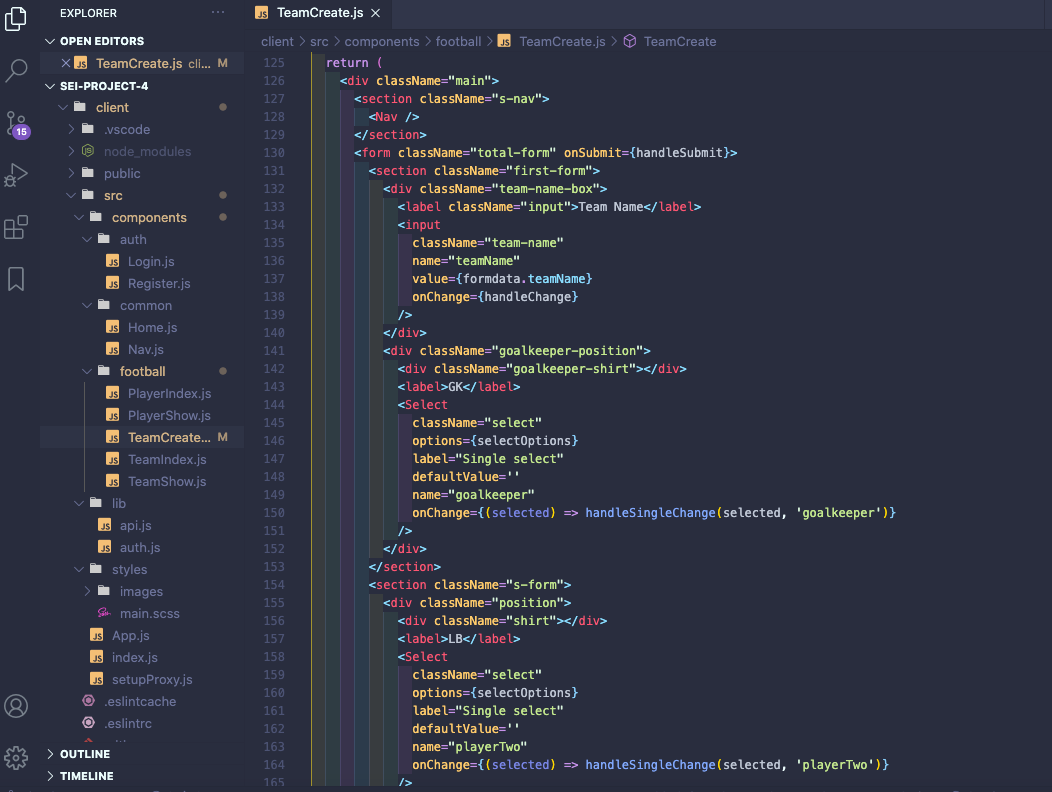 EXPLORER
OPEN EDITORS
TeamCreate.js cli... M
SEI-PROJECT-4
client
.vscode
node_modules
public
src
components
auth
Login.js
Register.js
common
Home.js
Nav.js
football
PlayerIndex.js
PlayerShow.js
TeamCreate... M
TeamIndex.js
TeamShow.js
lib
api.js
auth.js
styles
images
main.scss
App.js
index.js
setupProxy.js
.eslintcache
.eslintrc
OUTLINE
TIMELINE
15
JS TeamCreate.js
client > src > components > football > JS TeamCreate.js > TeamCreate
125 return (
126 <div className="main">
127 <section className="s-nav">
128 <Nav />
129 </section>
130 <form className="total-form" onSubmit={handleSubmit}>
131 <section className="first-form">
132 <div className="team-name-box">
133 <label className="input">Team Name</label>
134 <input
135 className="team-name"
136 name="teamName"
137 value={formdata.teamName}
138 onChange={handleChange}
139 />
140 </div>
141 <div className="goalkeeper-position">
142 <div className="goalkeeper-shirt"></div>
143 <label>GK</label>
144 <Select
145 className="select"
146 options={selectOptions}
147 label="Single select"
148 defaultValue=''
149 name="goalkeeper"
150 onChange={(selected) => handleSingleChange(selected, 'goalkeeper')}
151 />
152 </div>
153 </section>
154 <section className="s-form">
155 <div className="position">
156 <div className="shirt"></div>
157 <label>LB</label>
158 <Select
159 className="select"
160 options={selectOptions}
161 label="Single select"
162 defaultValue=''
163 name="playerTwo"
164 onChange={(selected) => handleSingleChange(selected, 'playerTwo')}
165 />